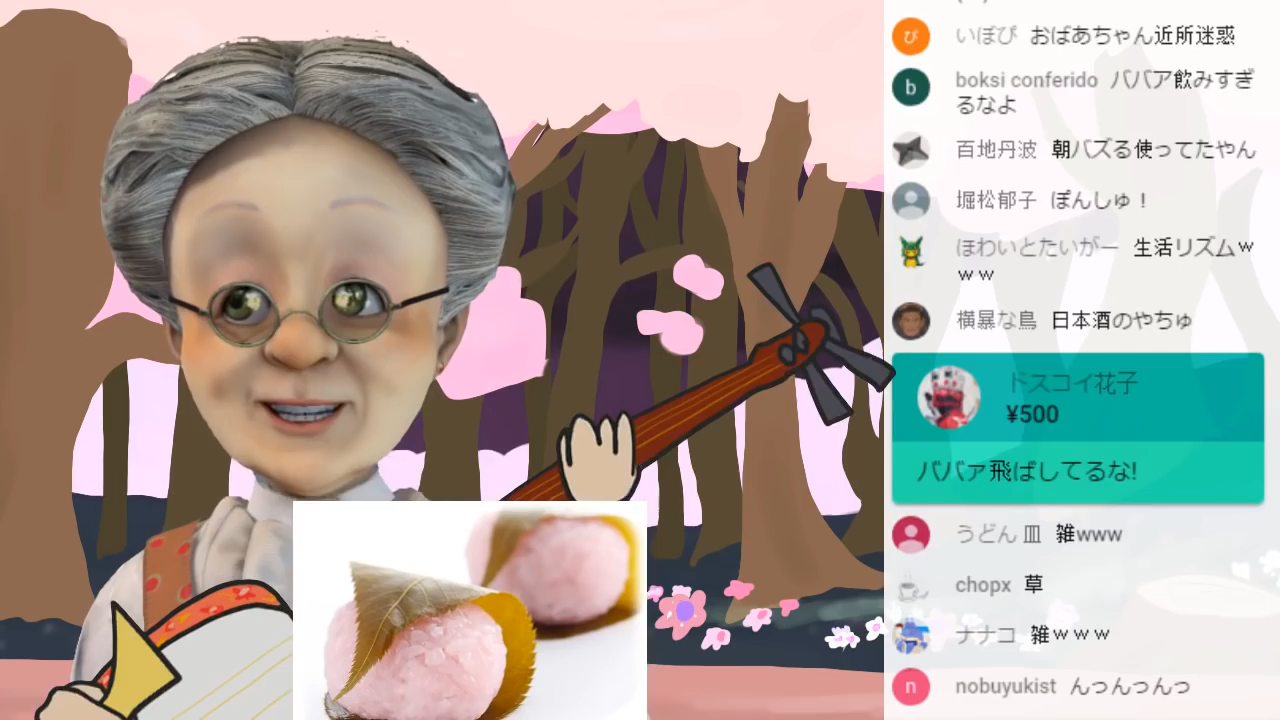 び いぼぴ おばあちゃん近所迷惑
b boksi conferido ババア飲みすぎ
るなよ
百地丹波 朝バズる使ってたやん
堀松郁子 ぽんしゅ！
ほわいとたいがー 生活リズムｗ
ｗｗ
横暴な鳥 日本酒のやちゅ
ドスコイ花子
¥500
ババァ飛ばしてるな!
うどん 皿 雑www
chopx 草
ナナコ 雑ｗｗｗ
n nobuyukist んっんっんっ